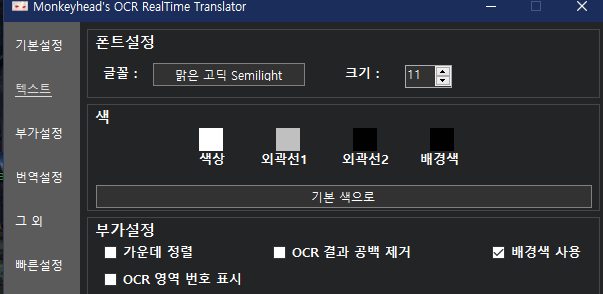 Monkeyhead's OCR RealTime Translator
기본설정
텍스트
부가설정
번역설정
그 외
빠른설정
폰트설정
글꼴 : 맑은 고딕 Semilight 크기 : 11
색
색상 외곽선1 외곽선2 배경색
기본 색으로
부가설정
가운데 정렬 OCR 결과 공백 제거 배경색 사용
OCR 영역 번호 표시